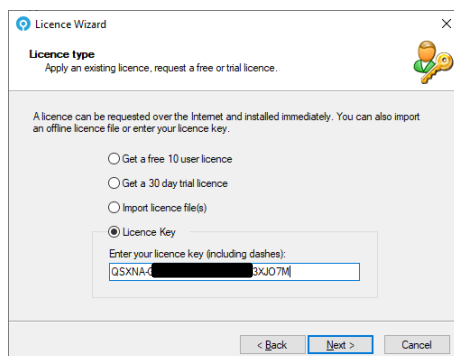 Licence Wizard
Licence type
Apply an existing licence, request a free or trial licence.
A licence can be requested over the Internet and installed immediately. You can also import
an offline licence file or enter your licence key.
Get a free 10 user licence
Get a 30 day trial licence
Import licence file(s)
Licence Key
Enter your licence key (including dashes):
QSXNA- 3XJO7M
< Back Next > Cancel